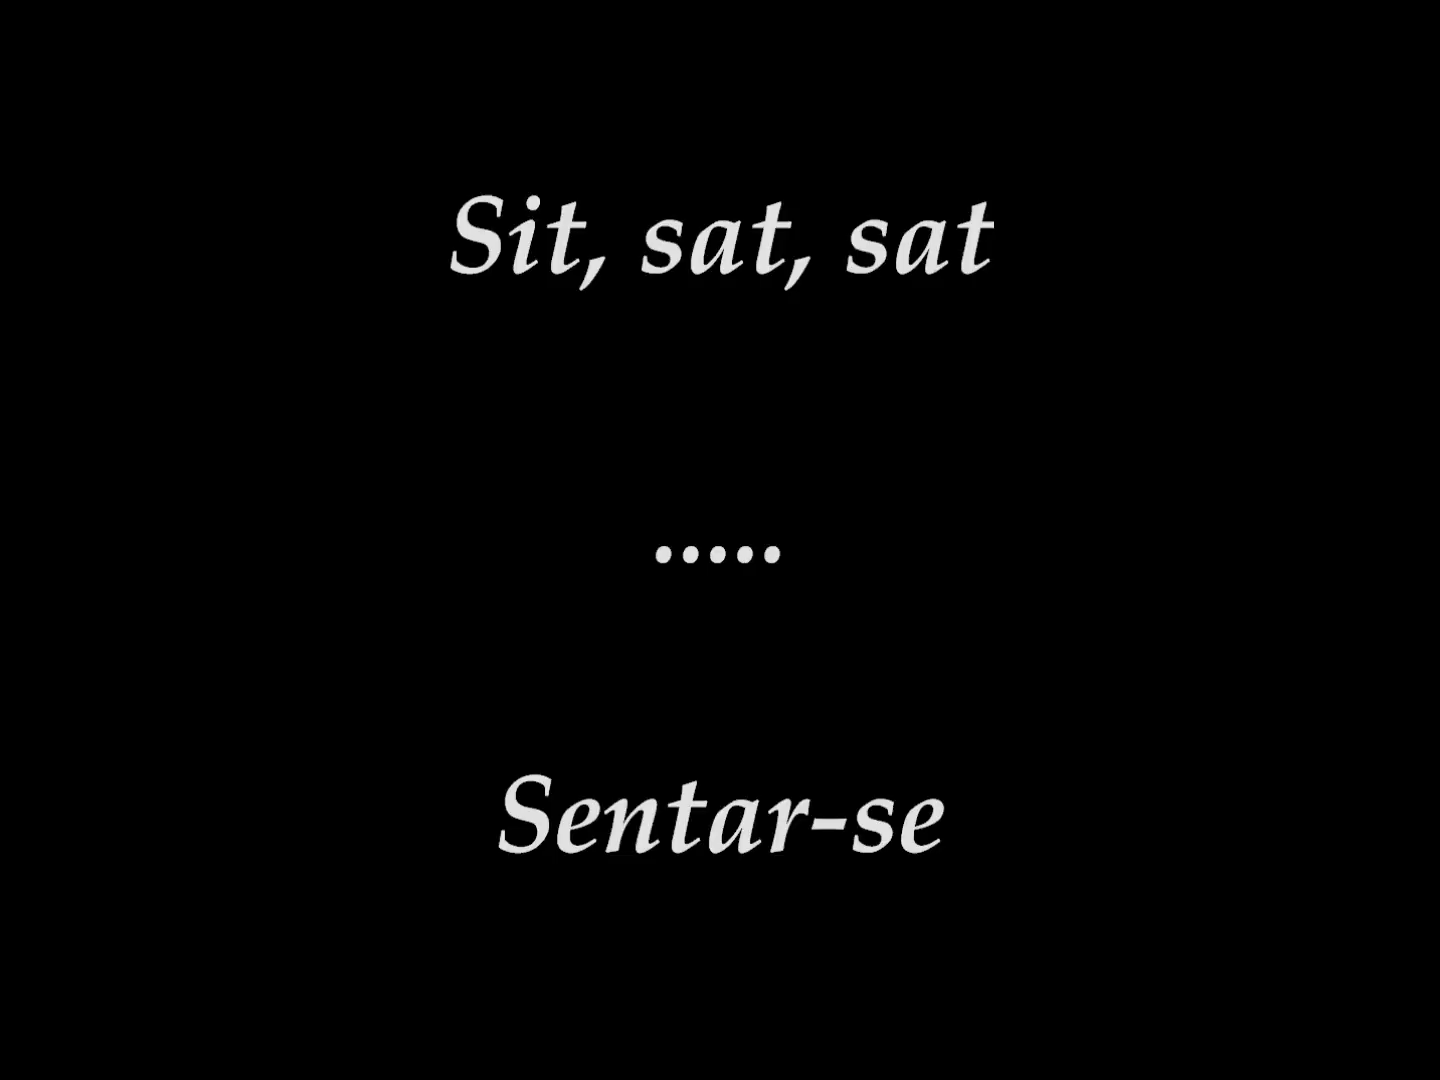 Sit, sat, sat
.....
Sentar-se